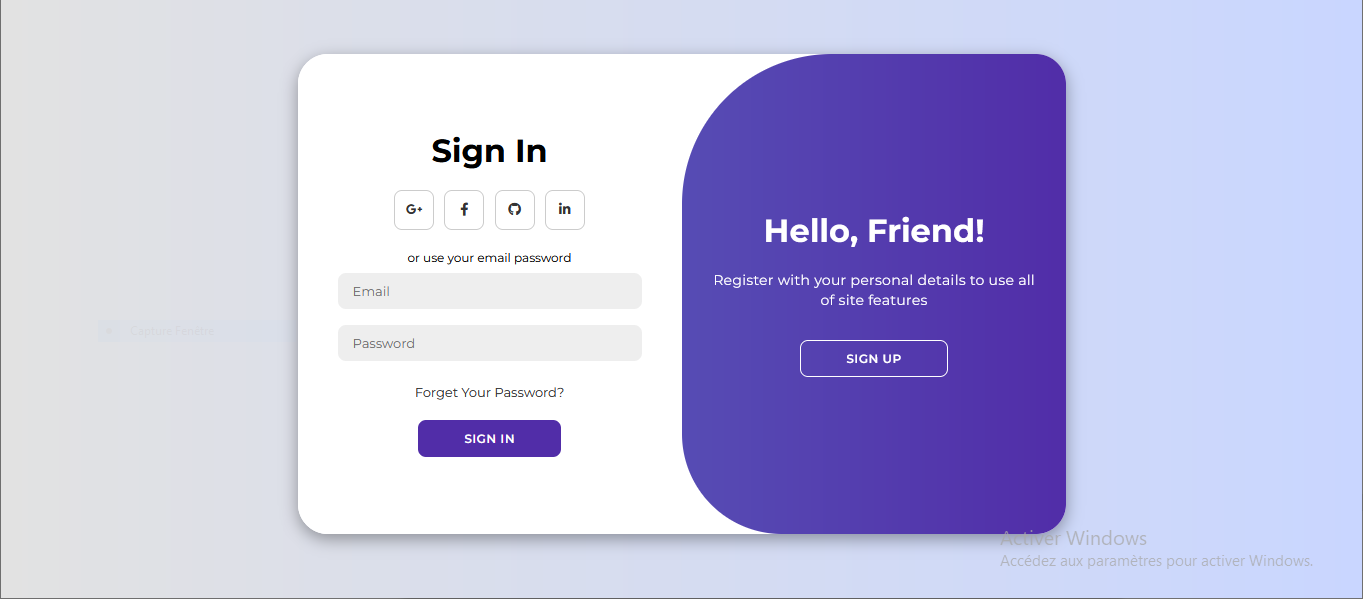 Sign In
G+ f in
or use your email password
Email
Password
Forget Your Password?
SIGN IN
Hello, Friend!
Register with your personal details to use all
of site features
SIGN UP
Capture Fenêtre
Activer Windows
Accédez aux paramètres pour activer Windows.